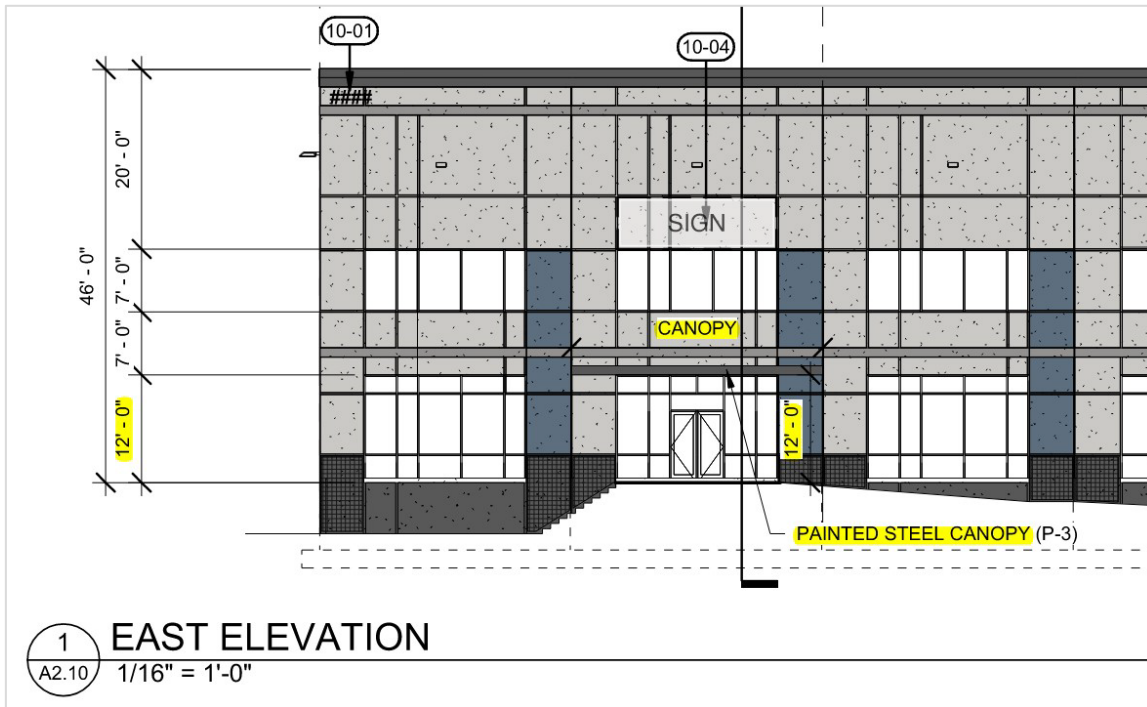 10-01
10-04
20' - 0"
7' - 0"
46' - 0"
7' - 0"
12' - 0"
####
SIGN
CANOPY
12' - 0"
PAINTED STEEL CANOPY (P-3)
1
A2.10
EAST ELEVATION
1/16" = 1'-0"